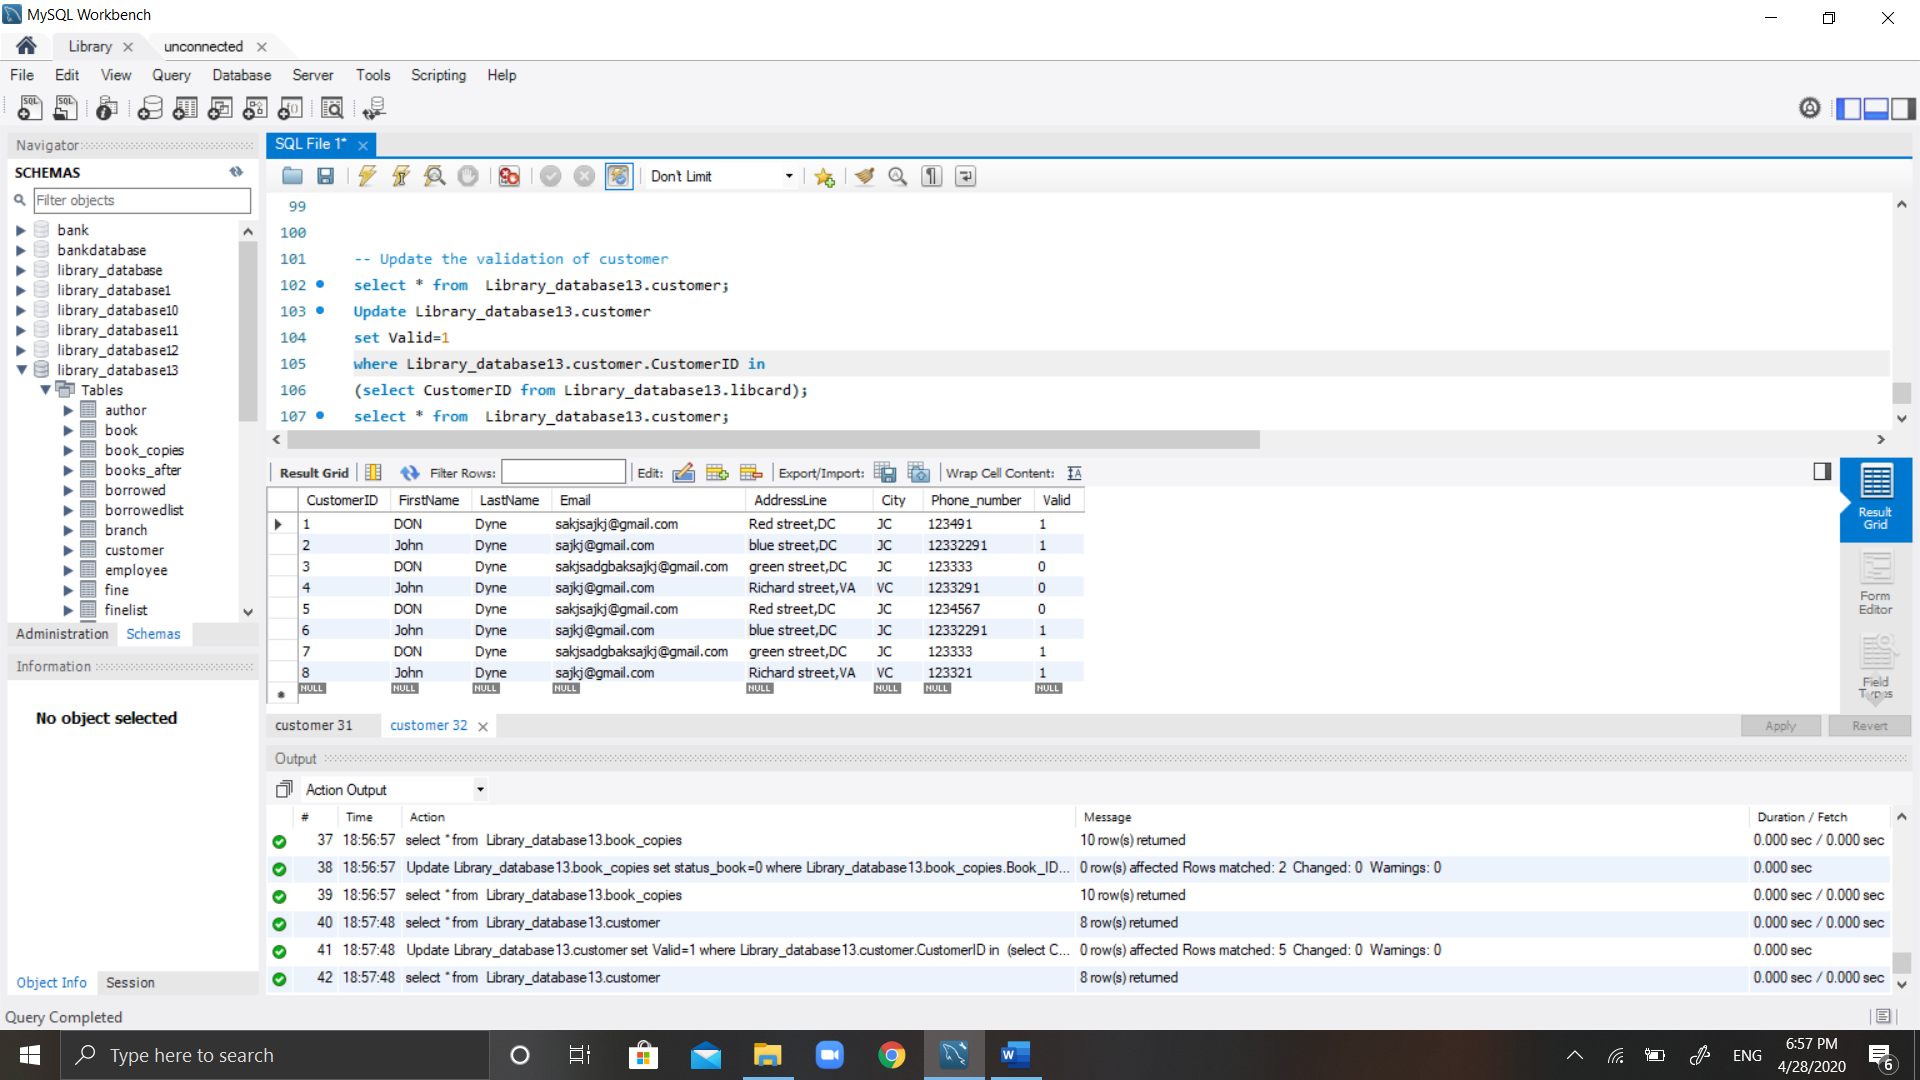 MySQL Workbench
Library unconnected
File Edit View Query Database Server Tools Scripting Help
Navigator
SCHEMAS
Filter objects
bank
bankdatabase
library_database
library_database1
library_database10
library_database11
library_database12
library_database13
Tables
author
book
book_copies
books_after
borrowed
borrowedlist
branch
customer
employee
fine
finelist
Administration Schemas
Information
No object selected
Object Info Session
Query Completed
SQL File 1*
Don't Limit
99
100
101 -- Update the validation of customer
102 select * from Library_database13.customer;
103 Update Library_database13.customer
104 set Valid=1
105 where Library_database13.customer.CustomerID in
106 (select CustomerID from Library_database13.libcard);
107 select * from Library_database13.customer;
Result Grid Filter Rows: Edit: Export/Import: Wrap Cell Content:
CustomerID FirstName LastName Email AddressLine City Phone_number Valid
1 DON Dyne sakjsajkj@gmail.com Red street,DC JC 123491 1
2 John Dyne sajkj@gmail.com blue street,DC JC 12332291 1
3 DON Dyne sakjsadgbaksajkj@gmail.com green street,DC JC 123333 0
4 John Dyne sajkj@gmail.com Richard street,VA VC 1233291 0
5 DON Dyne sakjsajkj@gmail.com Red street,DC JC 1234567 0
6 John Dyne sajkj@gmail.com blue street,DC JC 12332291 1
7 DON Dyne sakjsadgbaksajkj@gmail.com green street,DC JC 123333 1
8 John Dyne sajkj@gmail.com Richard street,VA VC 123321 1
NULL NULL NULL NULL NULL NULL NULL NULL
Result Grid
Form Editor
Field Types
customer 31 customer 32 Apply Revert
Output
Action Output
# Time Action Message Duration / Fetch
37 18:56:57 select * from Library_database13.book_copies 10 row(s) returned 0.000 sec / 0.000 sec
38 18:56:57 Update Library_database13.book_copies set status_book=0 where Library_database13.book_copies.Book_ID... 0 row(s) affected Rows matched: 2 Changed: 0 Warnings: 0 0.000 sec
39 18:56:57 select * from Library_database13.book_copies 10 row(s) returned 0.000 sec / 0.000 sec
40 18:57:48 select * from Library_database13.customer 8 row(s) returned 0.000 sec / 0.000 sec
41 18:57:48 Update Library_database13.customer set Valid=1 where Library_database13.customer.CustomerID in (select C... 0 row(s) affected Rows matched: 5 Changed: 0 Warnings: 0 0.000 sec
42 18:57:48 select * from Library_database13.customer 8 row(s) returned 0.000 sec / 0.000 sec
Type here to search
ENG
6:57 PM
4/28/2020
6